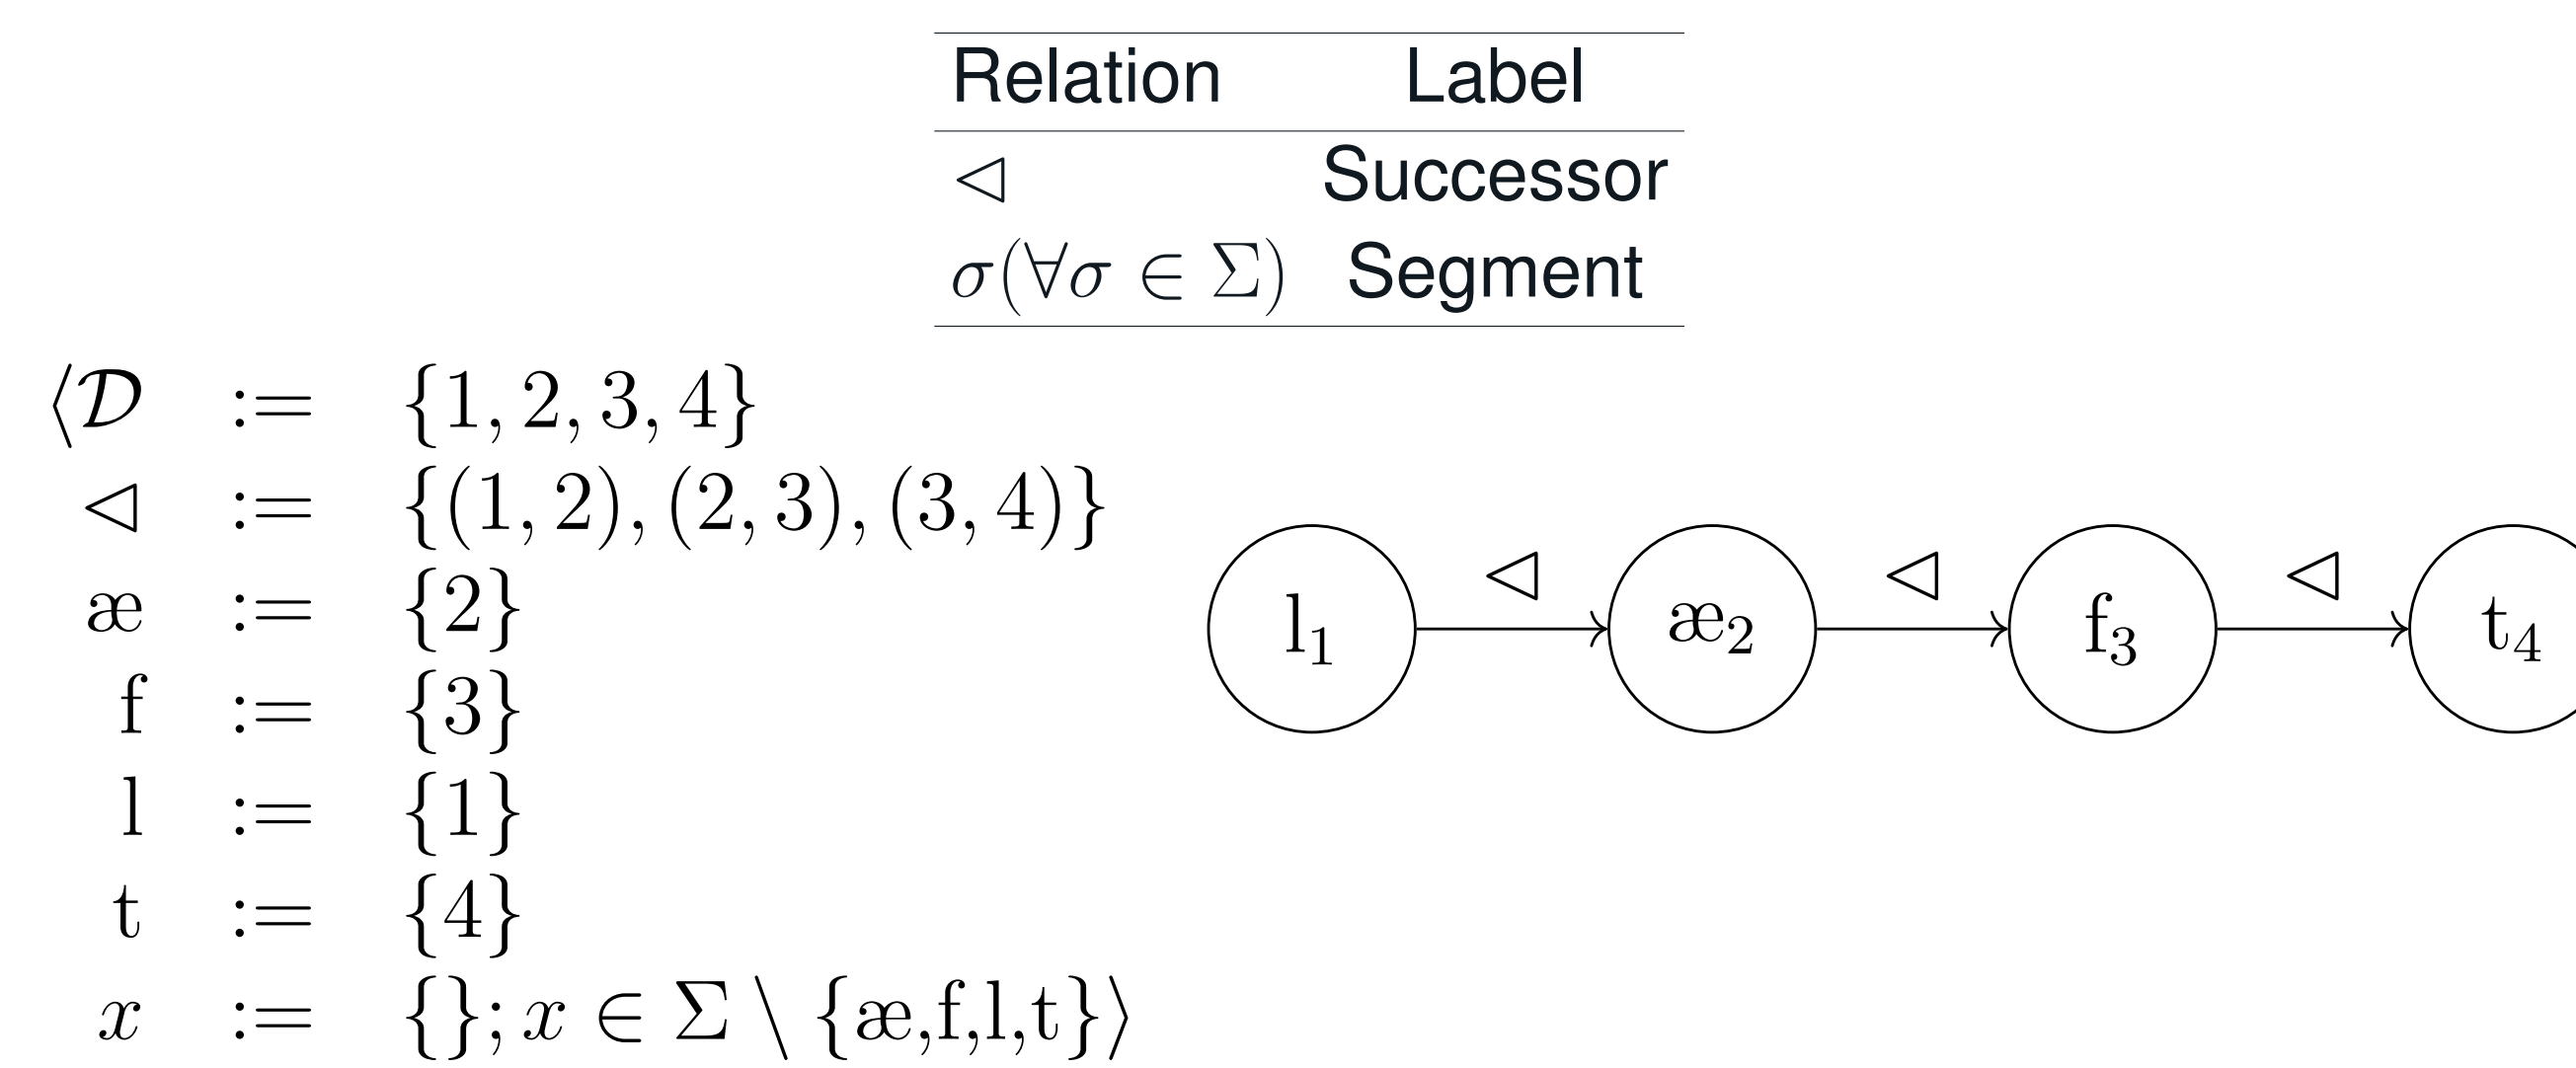 Relation Label
◁ Successor
σ(∀σ ∈ Σ) Segment
⟨𝒟 := {1, 2, 3, 4}
◁ := {(1, 2), (2, 3), (3, 4)}
æ := {2}
f := {3}
l := {1}
t := {4}
x := {}; x ∈ Σ \ {æ,f,l,t}⟩
◁ ◁ ◁
l₁ æ₂ f₃ t₄